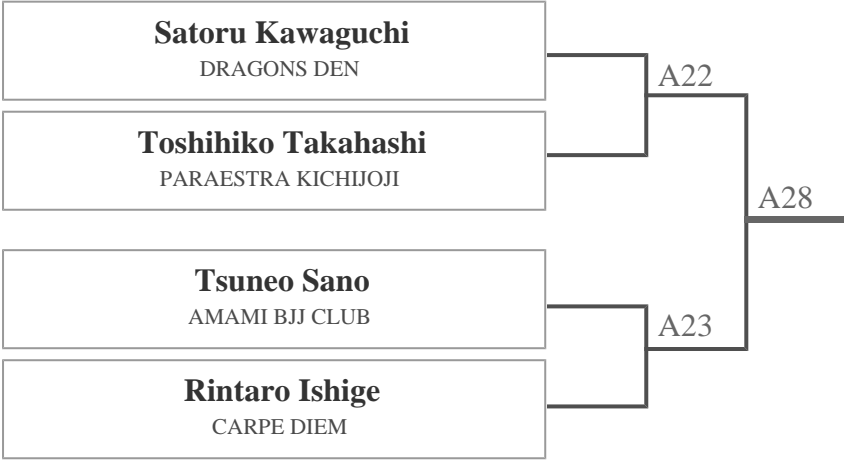 Satoru Kawaguchi
DRAGONS DEN
A22
Toshihiko Takahashi
PARAESTRA KICHIJOJI
A28
Tsuneo Sano
AMAMI BJJ CLUB
A23
Rintaro Ishige
CARPE DIEM